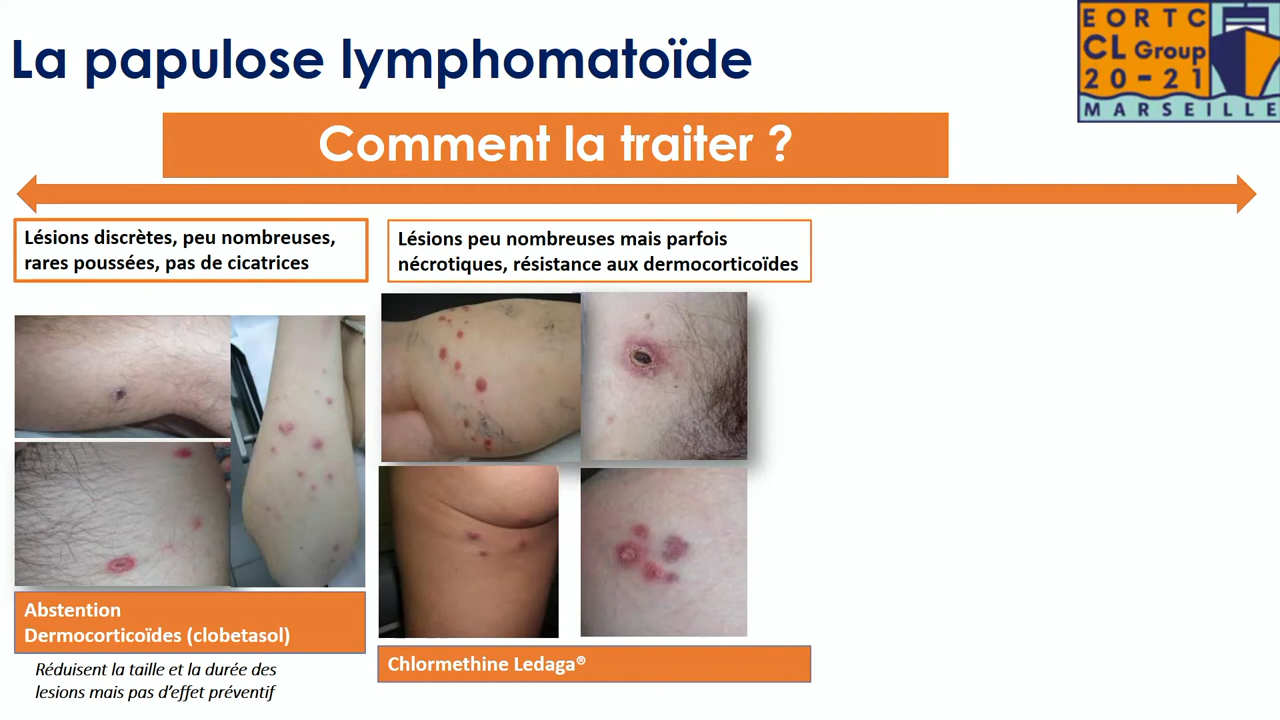 La papulose lymphomatoïde
EORTC
CL Group
20-21
MARSEILLE
Comment la traiter ?
Lésions discrètes, peu nombreuses,
rares poussées, pas de cicatrices
Lésions peu nombreuses mais parfois
nécrotiques, résistance aux dermocorticoïdes
Abstention
Dermocorticoïdes (clobetasol)
Réduisent la taille et la durée des
lesions mais pas d’effet préventif
Chlormethine Ledaga®